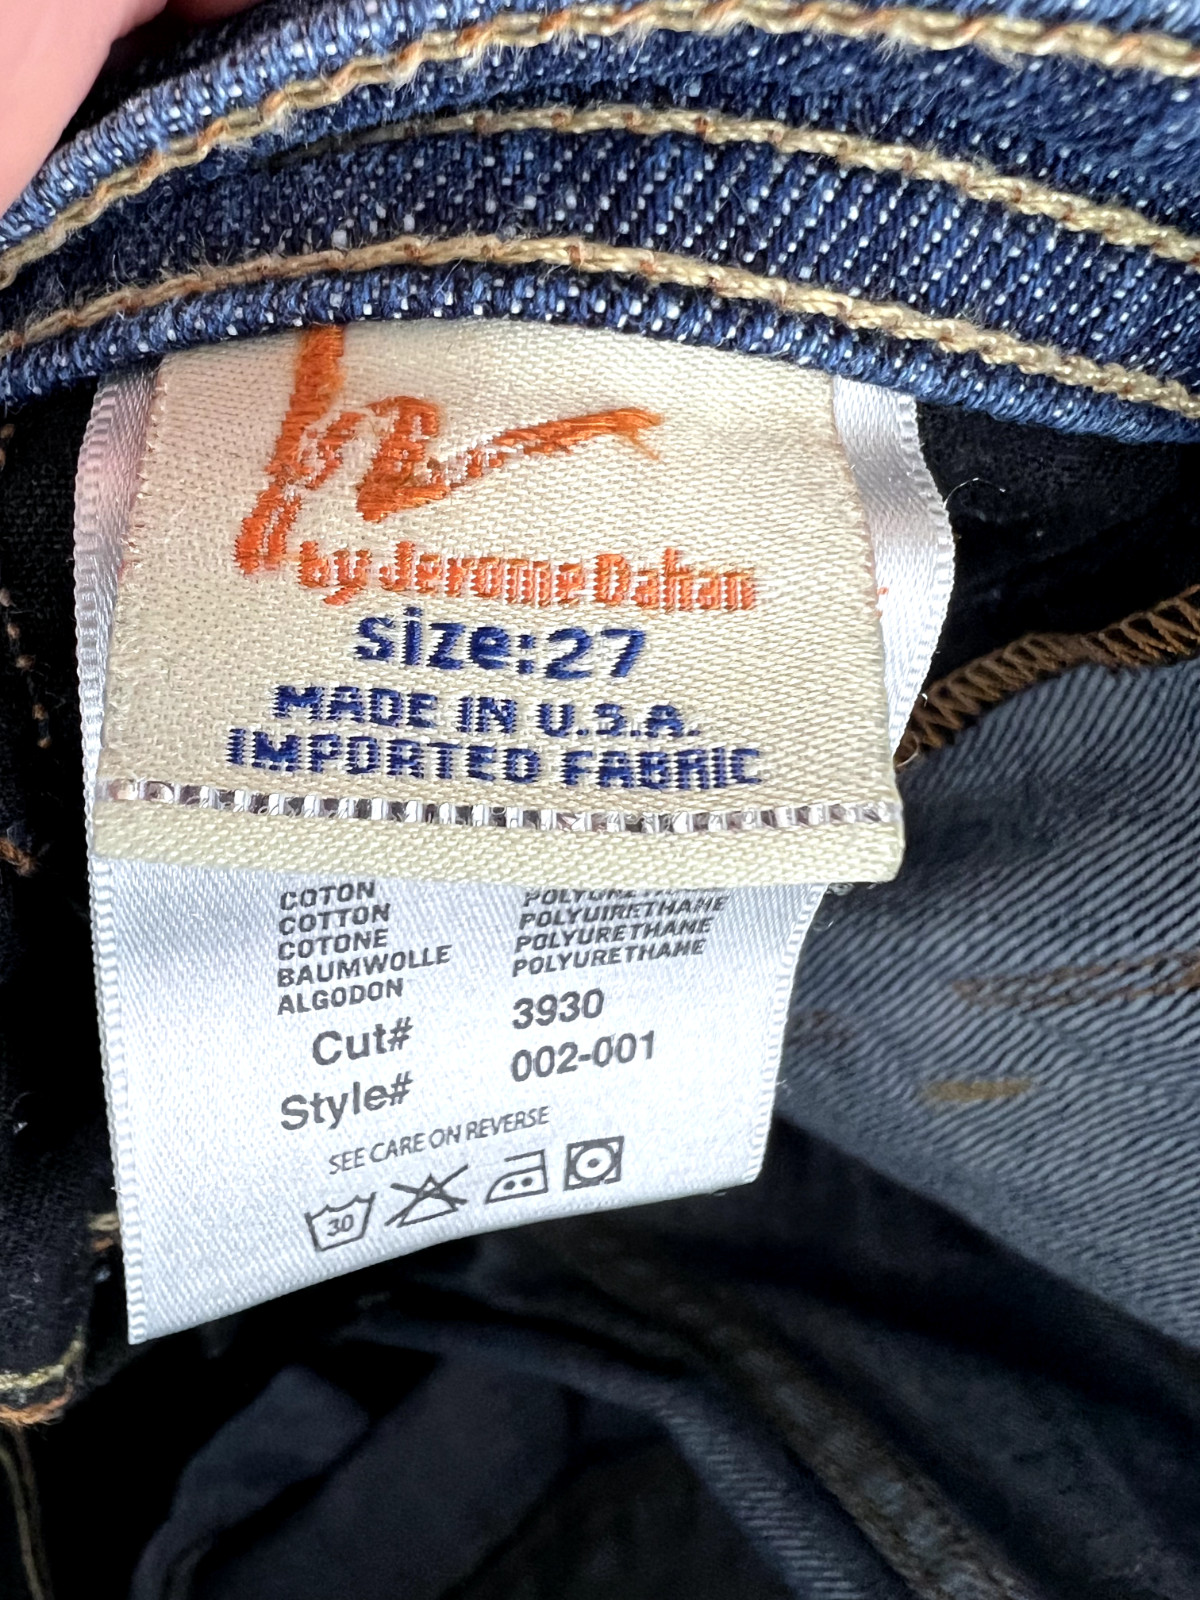 by Jerome Dahan
size:27
MADE IN U.S.A.
IMPORTED FABRIC
COTON
COTTON POLYUIRETHANE
COTONE POLYURETHANE
BAUMWOLLE POLYURETHANE
ALGODON
Cut# 3930
Style# 002-001
SEE CARE ON REVERSE
30